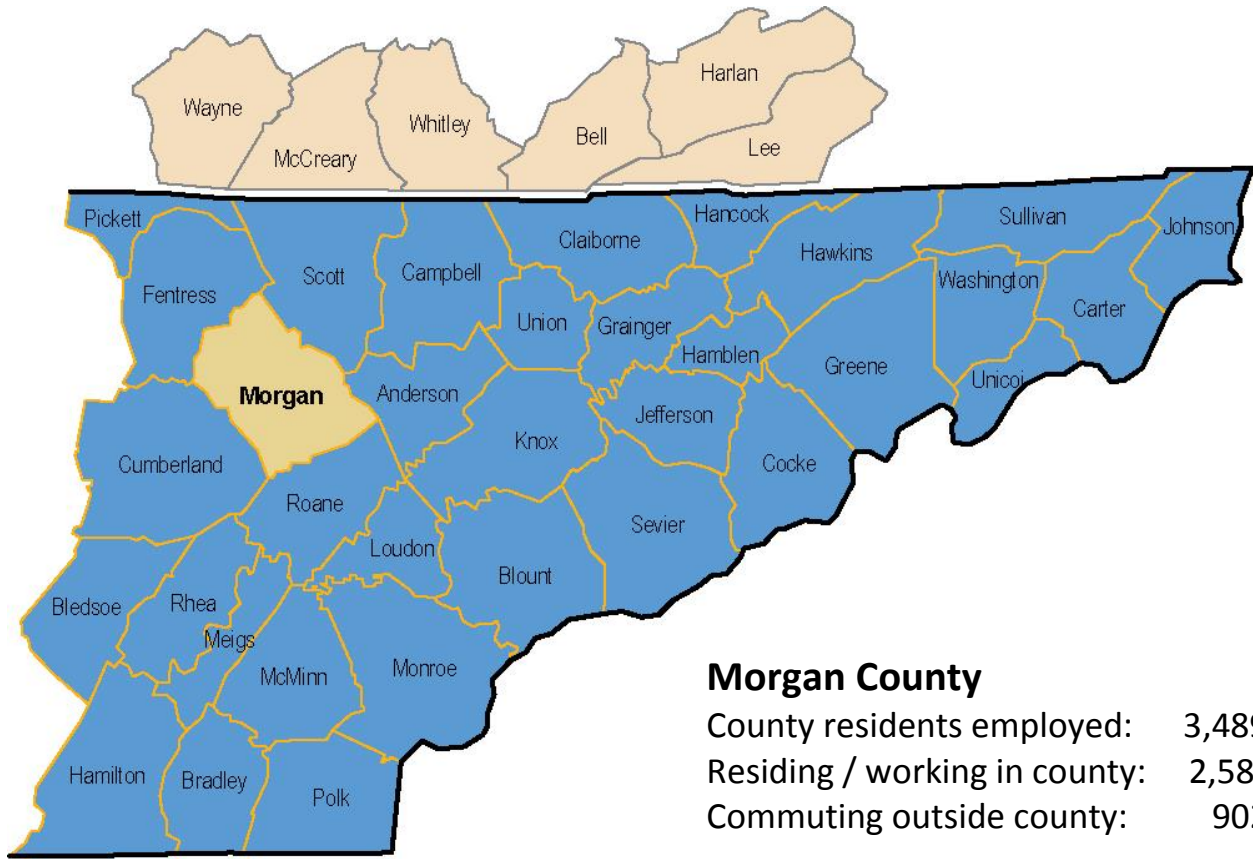 Harlan
Wayne
Whitley
Bell
Lee
McCreary
Pickett
Hancock
Sullivan
Johnson
Claiborne
Hawkins
Scott
Campbell
Washington
Fentress
Carter
Union
Grainger
Hamblen
Greene
Unicoi
Morgan
Anderson
Jefferson
Knox
Cumberland
Cocke
Roane
Sevier
Loudon
Blount
Bledsoe
Rhea
Meigs
McMinn
Monroe
Hamilton
Bradley
Polk
Morgan County
County residents employed: 3,489
Residing / working in county: 2,58
Commuting outside county: 902